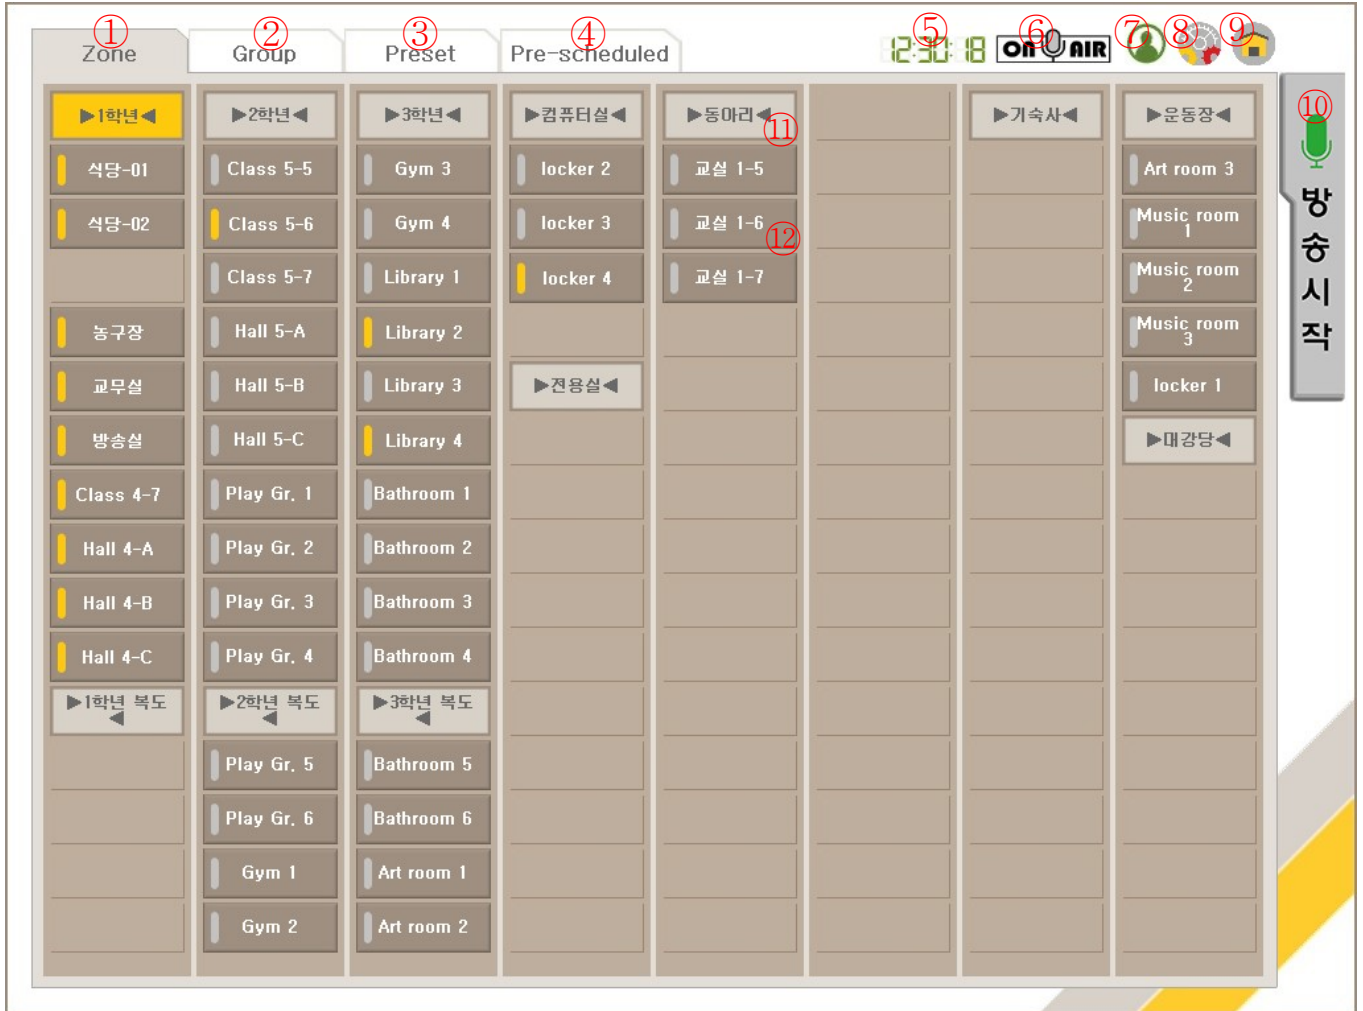 ① ② ③ ④ ⑤ ⑥ ⑦ ⑧ ⑨
Zone Group Preset Pre-scheduled 12:30:18 ON AIR
⑩
방송시작
▶1학년◀ ▶2학년◀ ▶3학년◀ ▶컴퓨터실◀ ▶동아리◀ ▶기숙사◀ ▶운동장◀
⑪
식당-01 Class 5-5 Gym 3 locker 2 교실 1-5 Art room 3
식당-02 Class 5-6 Gym 4 locker 3 교실 1-6 Music room 1
⑫
Class 5-7 Library 1 locker 4 교실 1-7 Music room 2
농구장 Hall 5-A Library 2 Music room 3
교무실 Hall 5-B Library 3 ▶전용실◀ locker 1
방송실 Hall 5-C Library 4 ▶대강당◀
Class 4-7 Play Gr. 1 Bathroom 1
Hall 4-A Play Gr. 2 Bathroom 2
Hall 4-B Play Gr. 3 Bathroom 3
Hall 4-C Play Gr. 4 Bathroom 4
▶1학년 복도◀ ▶2학년 복도◀ ▶3학년 복도◀
Play Gr. 5 Bathroom 5
Play Gr. 6 Bathroom 6
Gym 1 Art room 1
Gym 2 Art room 2